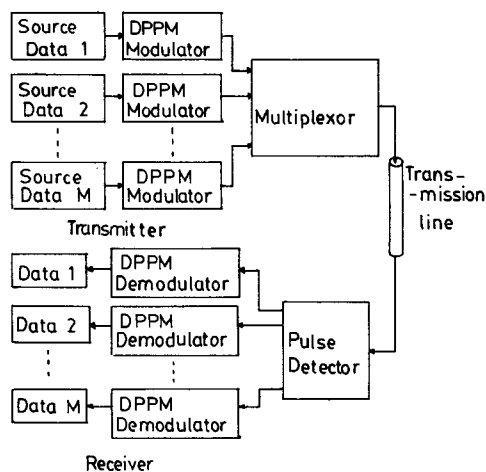 Source
Data 1
DPPM
Modulator
Source
Data 2
DPPM
Modulator
Source
Data M
DPPM
Modulator
Multiplexor
Trans-
-mission
line
Transmitter
Data 1
DPPM
Demodulator
Data 2
DPPM
Demodulator
Data M
DPPM
Demodulator
Pulse
Detector
Receiver